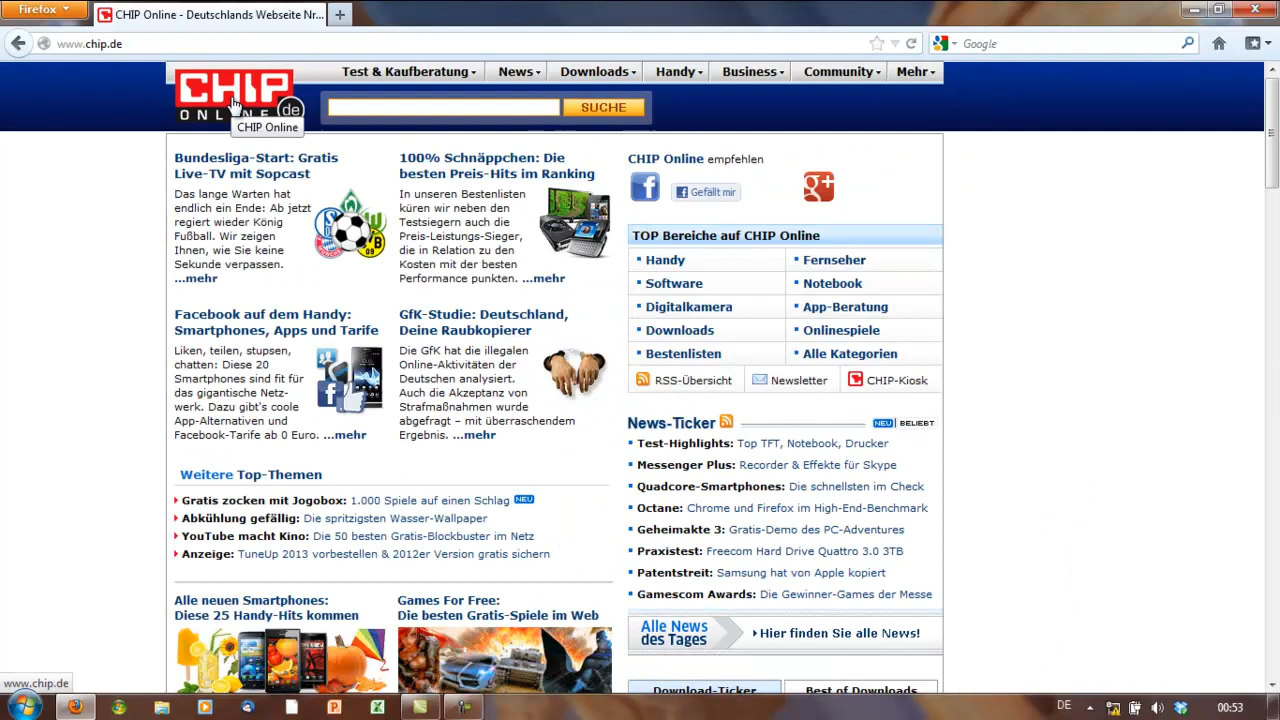 Firefox
CHIP Online - Deutschlands Webseite Nr...
www.chip.de
Google
CHIP
ONLINE de
Test & Kaufberatung
News
Downloads
Handy
Business
Community
Mehr
SUCHE
CHIP Online
Bundesliga-Start: Gratis
Live-TV mit Sopcast
Das lange Warten hat
endlich ein Ende: Ab jetzt
regiert wieder König
Fußball. Wir zeigen
Ihnen, wie Sie keine
Sekunde verpassen.
...mehr
100% Schnäppchen: Die
besten Preis-Hits im Ranking
In unseren Bestenlisten
küren wir neben den
Testsiegern auch die
Preis-Leistungs-Sieger,
die in Relation zu den
Kosten mit der besten
Performance punkten. ...mehr
Facebook auf dem Handy:
Smartphones, Apps und Tarife
Liken, teilen, stupsen,
chatten: Diese 20
Smartphones sind fit für
das gigantische Netz-
werk. Dazu gibt's coole
App-Alternativen und
Facebook-Tarife ab 0 Euro. ...mehr
GfK-Studie: Deutschland,
Deine Raubkopierer
Die GfK hat die illegalen
Online-Aktivitäten der
Deutschen analysiert.
Auch die Akzeptanz von
Strafmaßnahmen wurde
abgefragt – mit überraschendem
Ergebnis. ...mehr
Weitere Top-Themen
Gratis zocken mit Jogobox: 1.000 Spiele auf einen Schlag NEU
Abkühlung gefällig: Die spritzigsten Wasser-Wallpaper
YouTube macht Kino: Die 50 besten Gratis-Blockbuster im Netz
Anzeige: TuneUp 2013 vorbestellen & 2012er Version gratis sichern
Alle neuen Smartphones:
Diese 25 Handy-Hits kommen
Games For Free:
Die besten Gratis-Spiele im Web
CHIP Online empfehlen
Gefällt mir
TOP Bereiche auf CHIP Online
Handy
Fernseher
Software
Notebook
Digitalkamera
App-Beratung
Downloads
Onlinespiele
Bestenlisten
Alle Kategorien
RSS-Übersicht
Newsletter
CHIP-Kiosk
News-Ticker
NEU
BELIEBT
Test-Highlights: Top TFT, Notebook, Drucker
Messenger Plus: Recorder & Effekte für Skype
Quadcore-Smartphones: Die schnellsten im Check
Octane: Chrome und Firefox im High-End-Benchmark
Geheimakte 3: Gratis-Demo des PC-Adventures
Praxistest: Freecom Hard Drive Quattro 3.0 3TB
Patentstreit: Samsung hat von Apple kopiert
Gamescom Awards: Die Gewinner-Games der Messe
Alle News
des Tages
Hier finden Sie alle News!
Download-Ticker
Best of Downloads
www.chip.de
DE
00:53